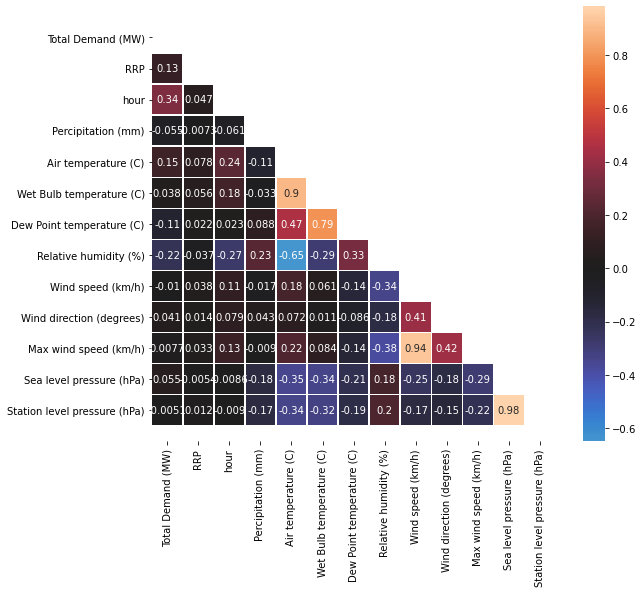 Total Demand (MW)
RRP 0.13
hour 0.34 0.047
Percipitation (mm) -0.055 0.0073 -0.061
Air temperature (C) 0.15 0.078 0.24 -0.11
Wet Bulb temperature (C) 0.038 0.056 0.18 -0.033 0.9
Dew Point temperature (C) -0.11 0.022 0.023 0.088 0.47 0.79
Relative humidity (%) -0.22 -0.037 -0.27 0.23 -0.65 -0.29 0.33
Wind speed (km/h) -0.01 0.038 0.11 -0.017 0.18 0.061 -0.14 -0.34
Wind direction (degrees) 0.041 0.014 0.079 0.043 0.072 0.011 -0.086 -0.18 0.41
Max wind speed (km/h) 0.0077 0.033 0.13 -0.009 0.22 0.084 -0.14 -0.38 0.94 0.42
Sea level pressure (hPa) 0.055 -0.0054 0.0086 -0.18 -0.35 -0.34 -0.21 0.18 -0.25 -0.18 -0.29
Station level pressure (hPa) 0.0051 0.012 -0.009 -0.17 -0.34 -0.32 -0.19 0.2 -0.17 -0.15 -0.22 0.98
Total Demand (MW)
RRP
hour
Percipitation (mm)
Air temperature (C)
Wet Bulb temperature (C)
Dew Point temperature (C)
Relative humidity (%)
Wind speed (km/h)
Wind direction (degrees)
Max wind speed (km/h)
Sea level pressure (hPa)
Station level pressure (hPa)
0.8
0.6
0.4
0.2
0.0
−0.2
−0.4
−0.6